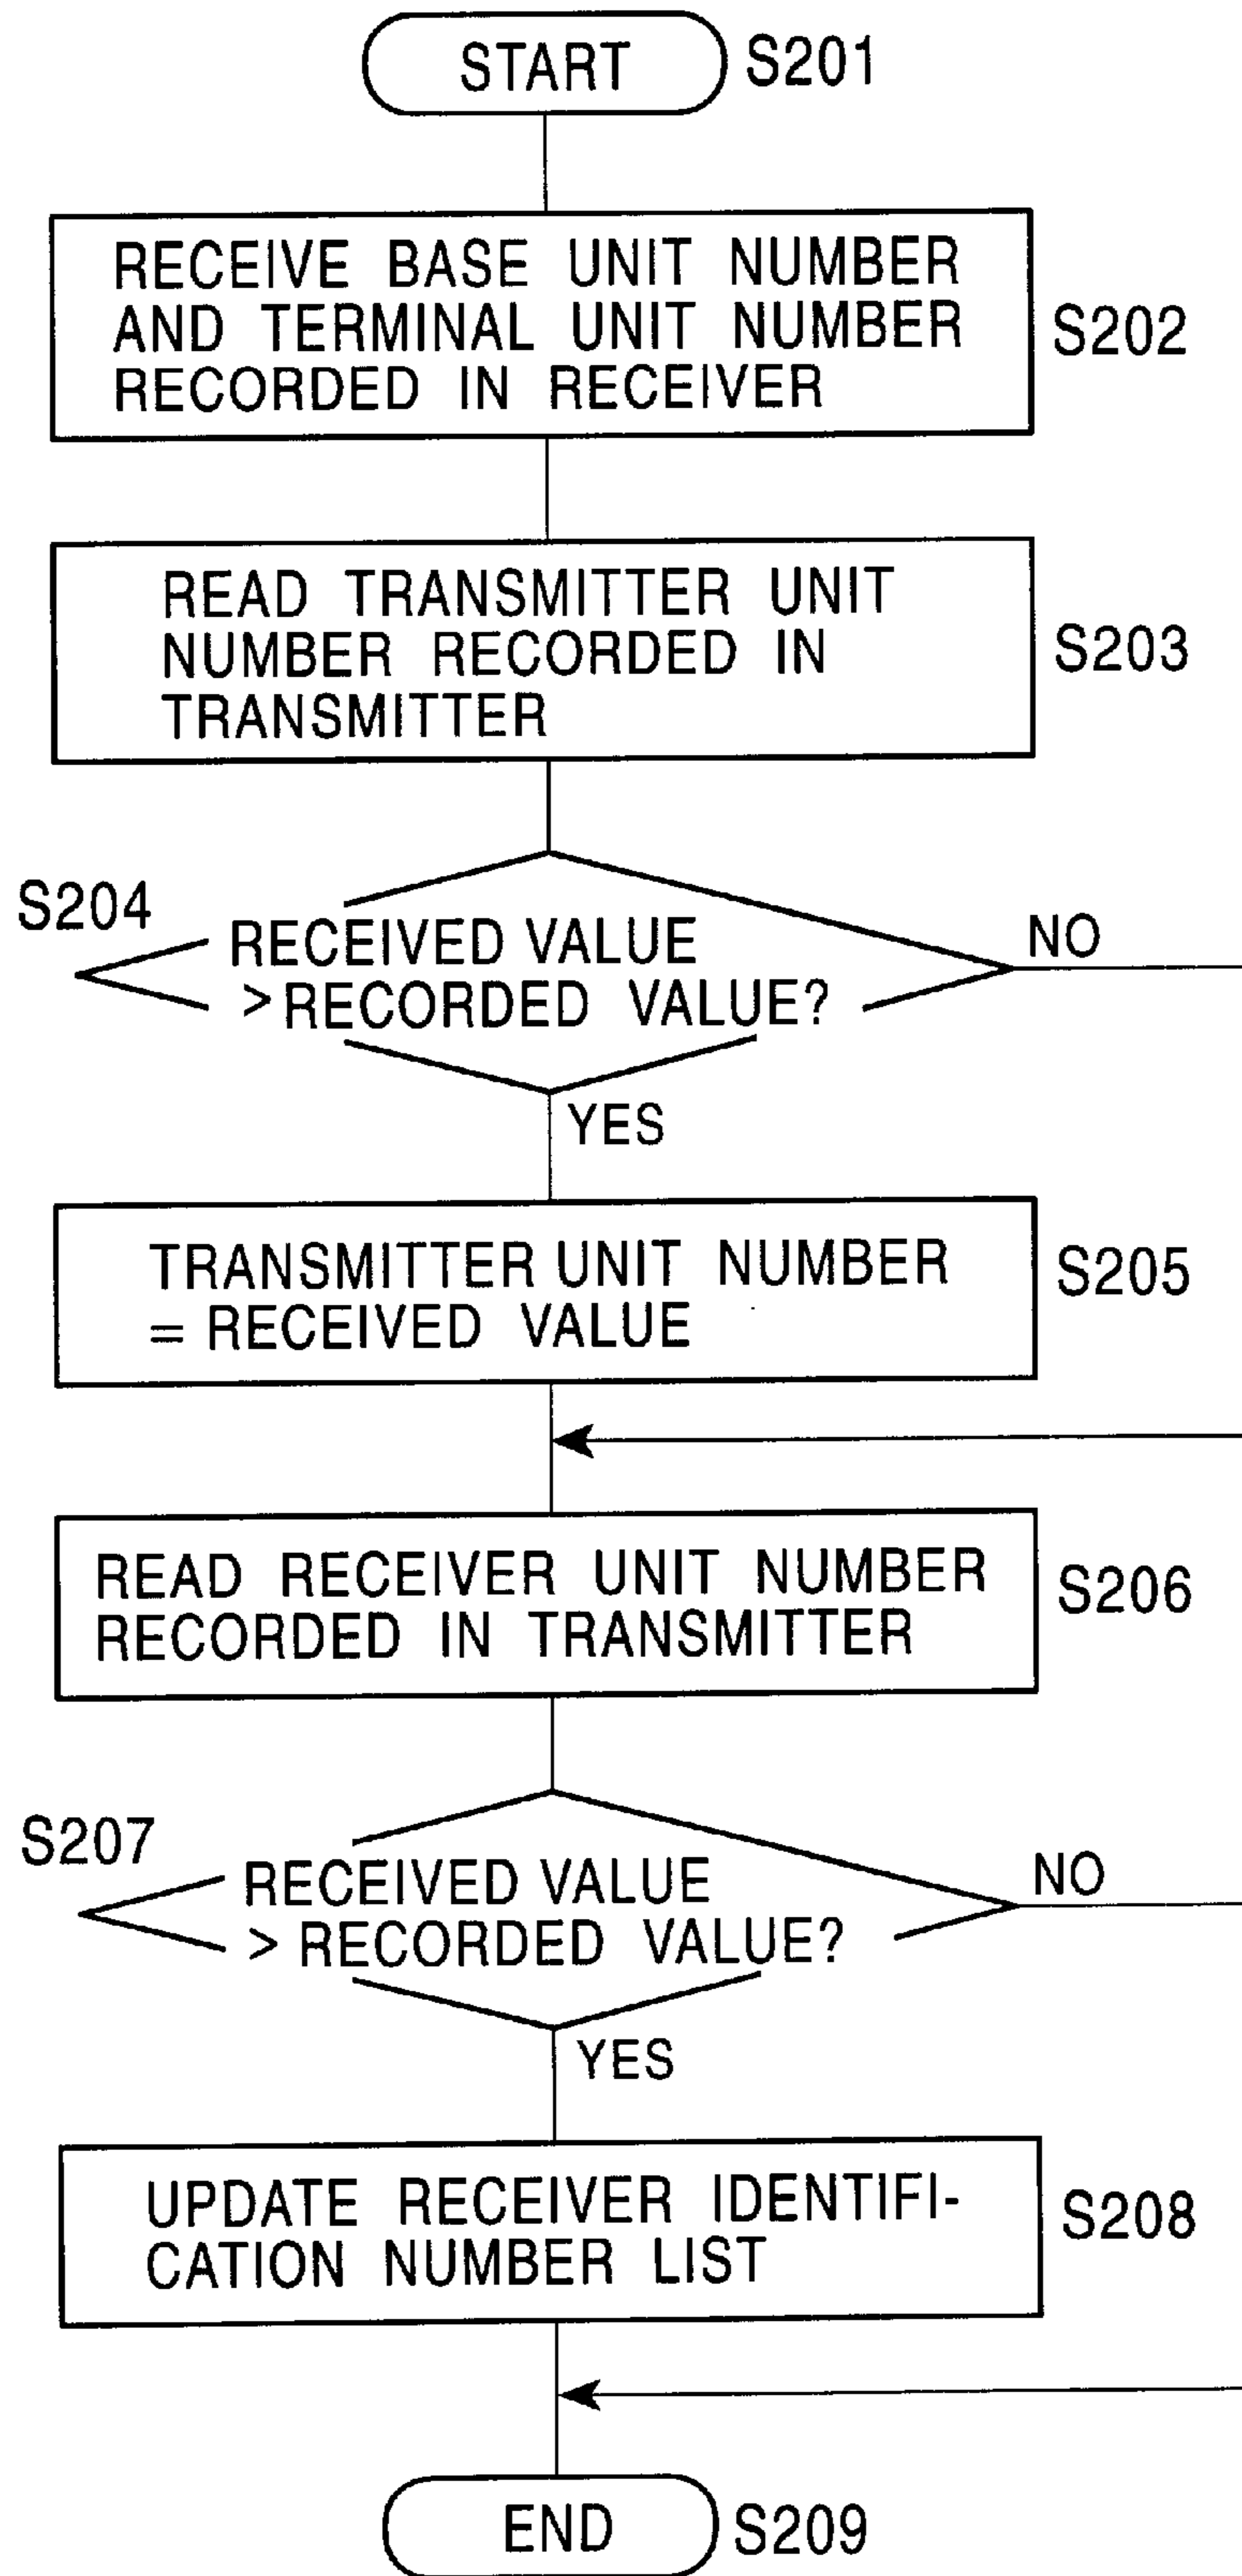 START
S201
RECEIVE BASE UNIT NUMBER
AND TERMINAL UNIT NUMBER
RECORDED IN RECEIVER
S202
READ TRANSMITTER UNIT
NUMBER RECORDED IN
TRANSMITTER
S203
S204
RECEIVED VALUE
> RECORDED VALUE?
NO
YES
TRANSMITTER UNIT NUMBER
= RECEIVED VALUE
S205
READ RECEIVER UNIT NUMBER
RECORDED IN TRANSMITTER
S206
S207
RECEIVED VALUE
> RECORDED VALUE?
NO
YES
UPDATE RECEIVER IDENTIFI-
CATION NUMBER LIST
S208
END
S209